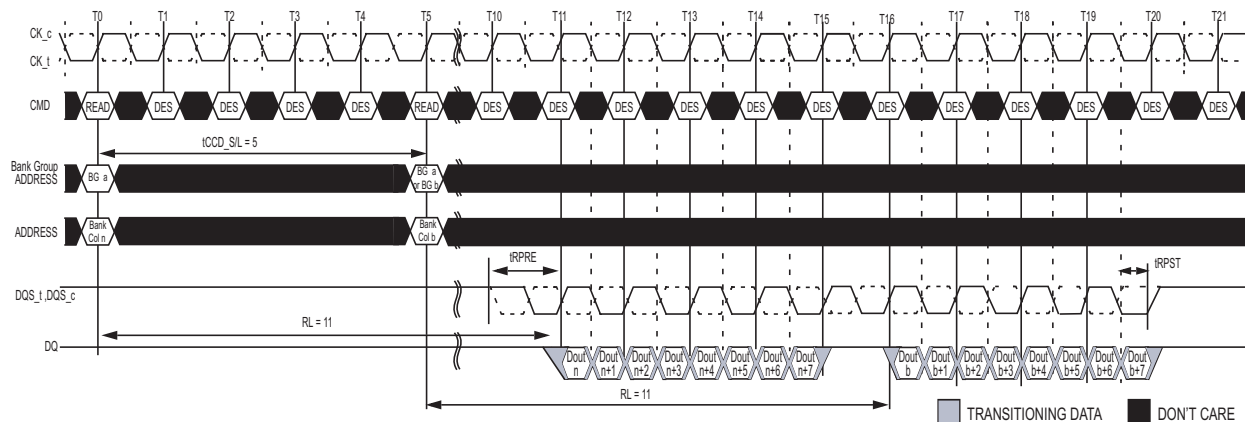 T0 T1 T2 T3 T4 T5 T10 T11 T12 T13 T14 T15 T16 T17 T18 T19 T20 T21
CK_c
CK_t
CMD READ DES DES DES DES READ DES DES DES DES DES DES DES DES DES DES DES DES
tCCD_S/L = 5
Bank Group
ADDRESS
BG a
BG a
or BG b
ADDRESS
Bank
Col n
Bank
Col b
tRPRE
tRPST
DQS_t ,DQS_c
RL = 11
DQ
Dout Dout Dout Dout Dout Dout Dout Dout Dout Dout Dout Dout Dout Dout Dout Dout
n n+1 n+2 n+3 n+4 n+5 n+6 n+7 b b+1 b+2 b+3 b+4 b+5 b+6 b+7
RL = 11
TRANSITIONING DATA DON'T CARE